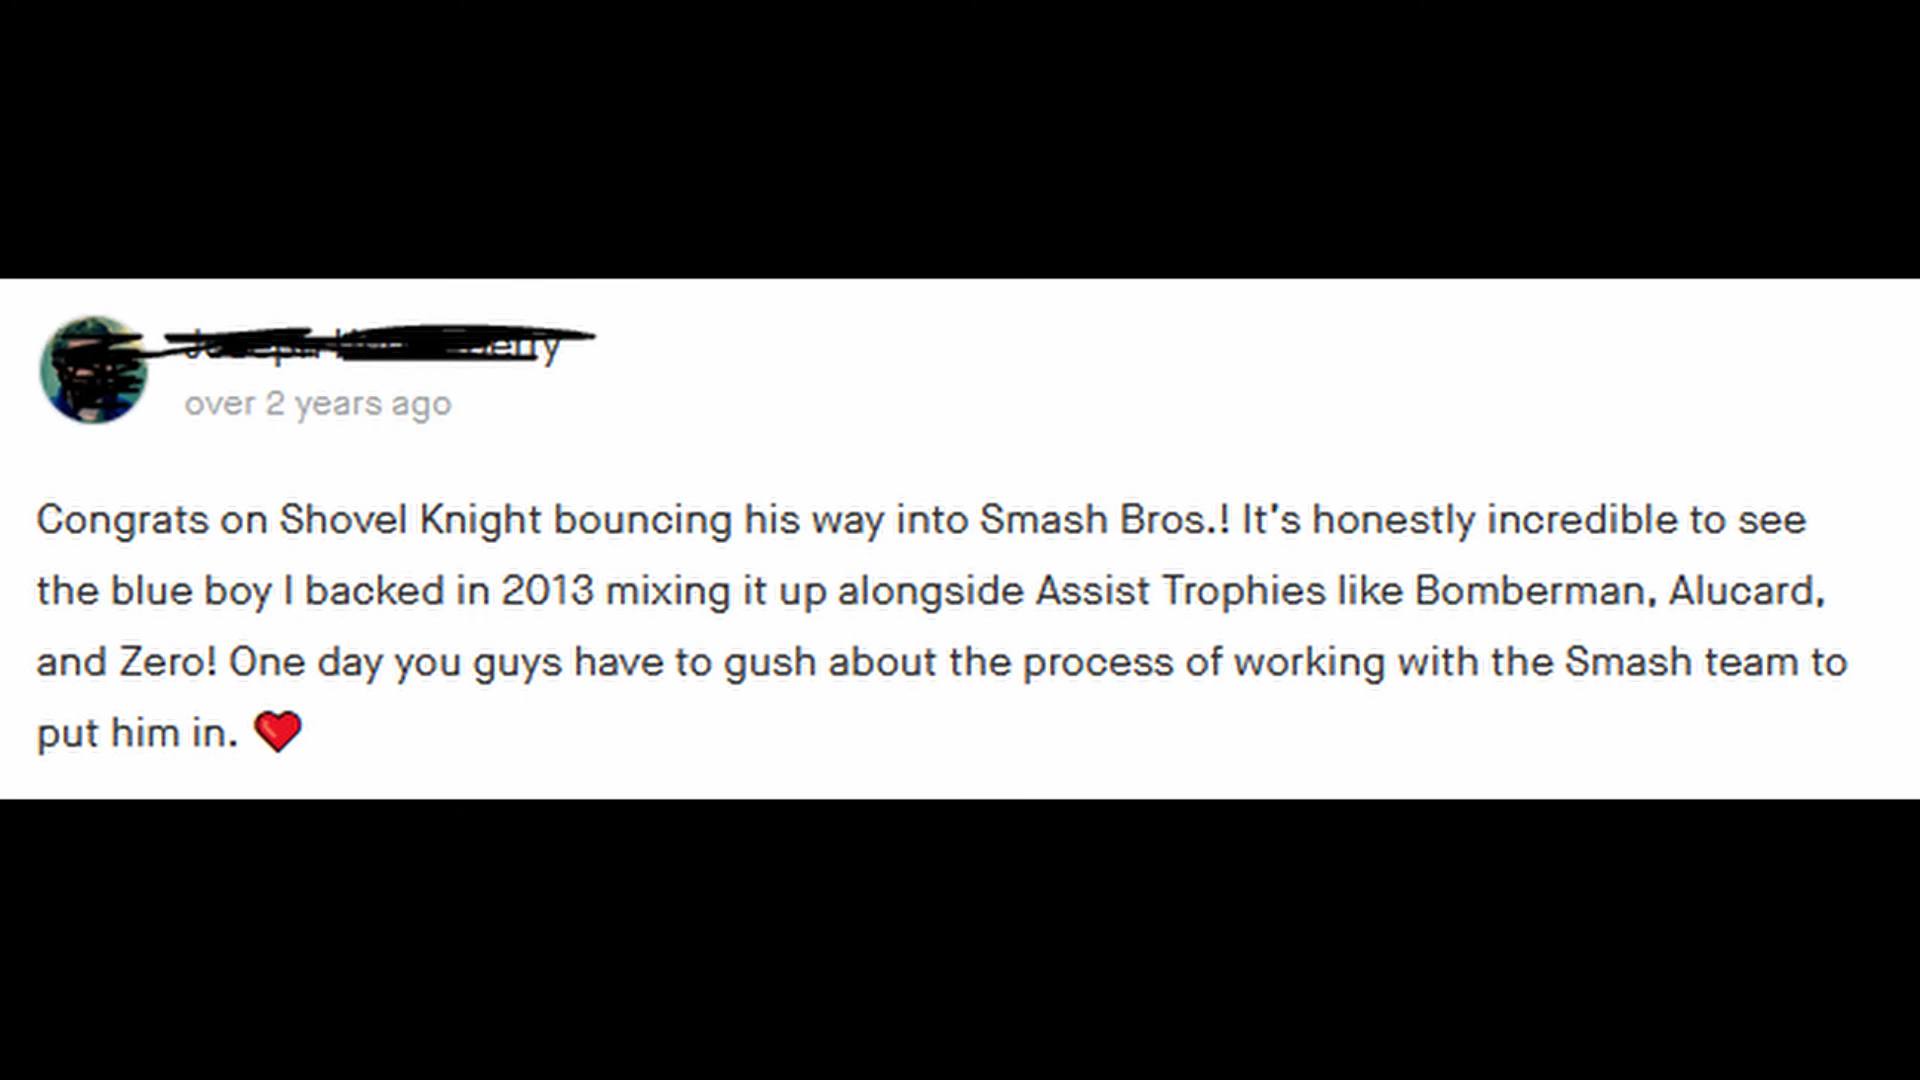 over 2 years ago
Congrats on Shovel Knight bouncing his way into Smash Bros.! It's honestly incredible to see
the blue boy I backed in 2013 mixing it up alongside Assist Trophies like Bomberman, Alucard,
and Zero! One day you guys have to gush about the process of working with the Smash team to
put him in. ❤️